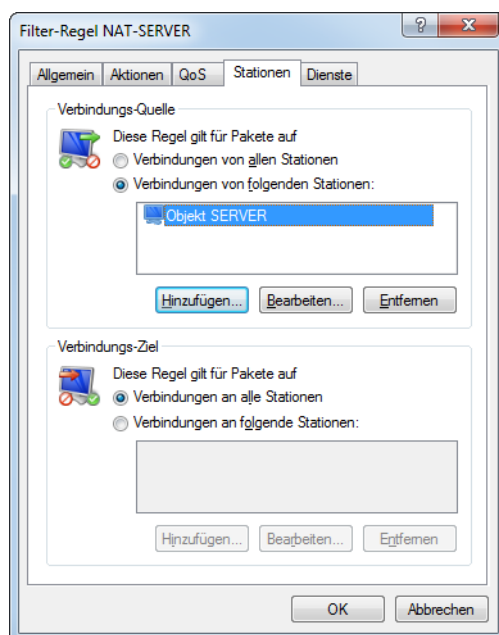 Filter-Regel NAT-SERVER
Allgemein Aktionen QoS Stationen Dienste
Verbindungs-Quelle
Diese Regel gilt für Pakete auf
Verbindungen von allen Stationen
Verbindungen von folgenden Stationen:
Objekt SERVER
Hinzufügen... Bearbeiten... Entfernen
Verbindungs-Ziel
Diese Regel gilt für Pakete auf
Verbindungen an alle Stationen
Verbindungen an folgende Stationen:
Hinzufügen... Bearbeiten... Entfernen
OK Abbrechen